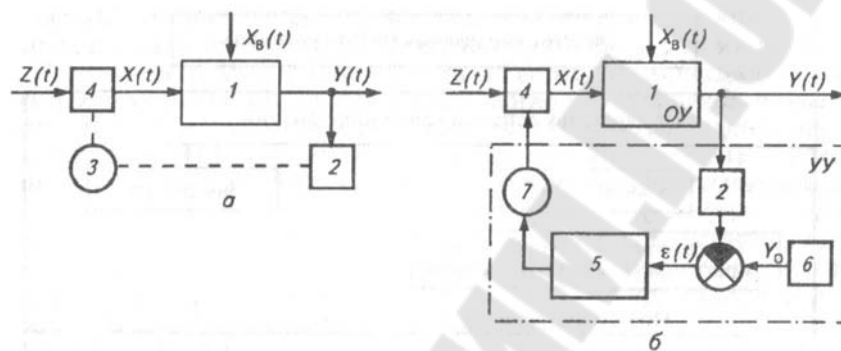 X_в(t)
Z(t) X(t) Y(t)
4 1
3 2
а
X_в(t)
Z(t) X(t) Y(t)
4 1
ОУ
УУ
7 2
5 ε(t) Y_0 6
б